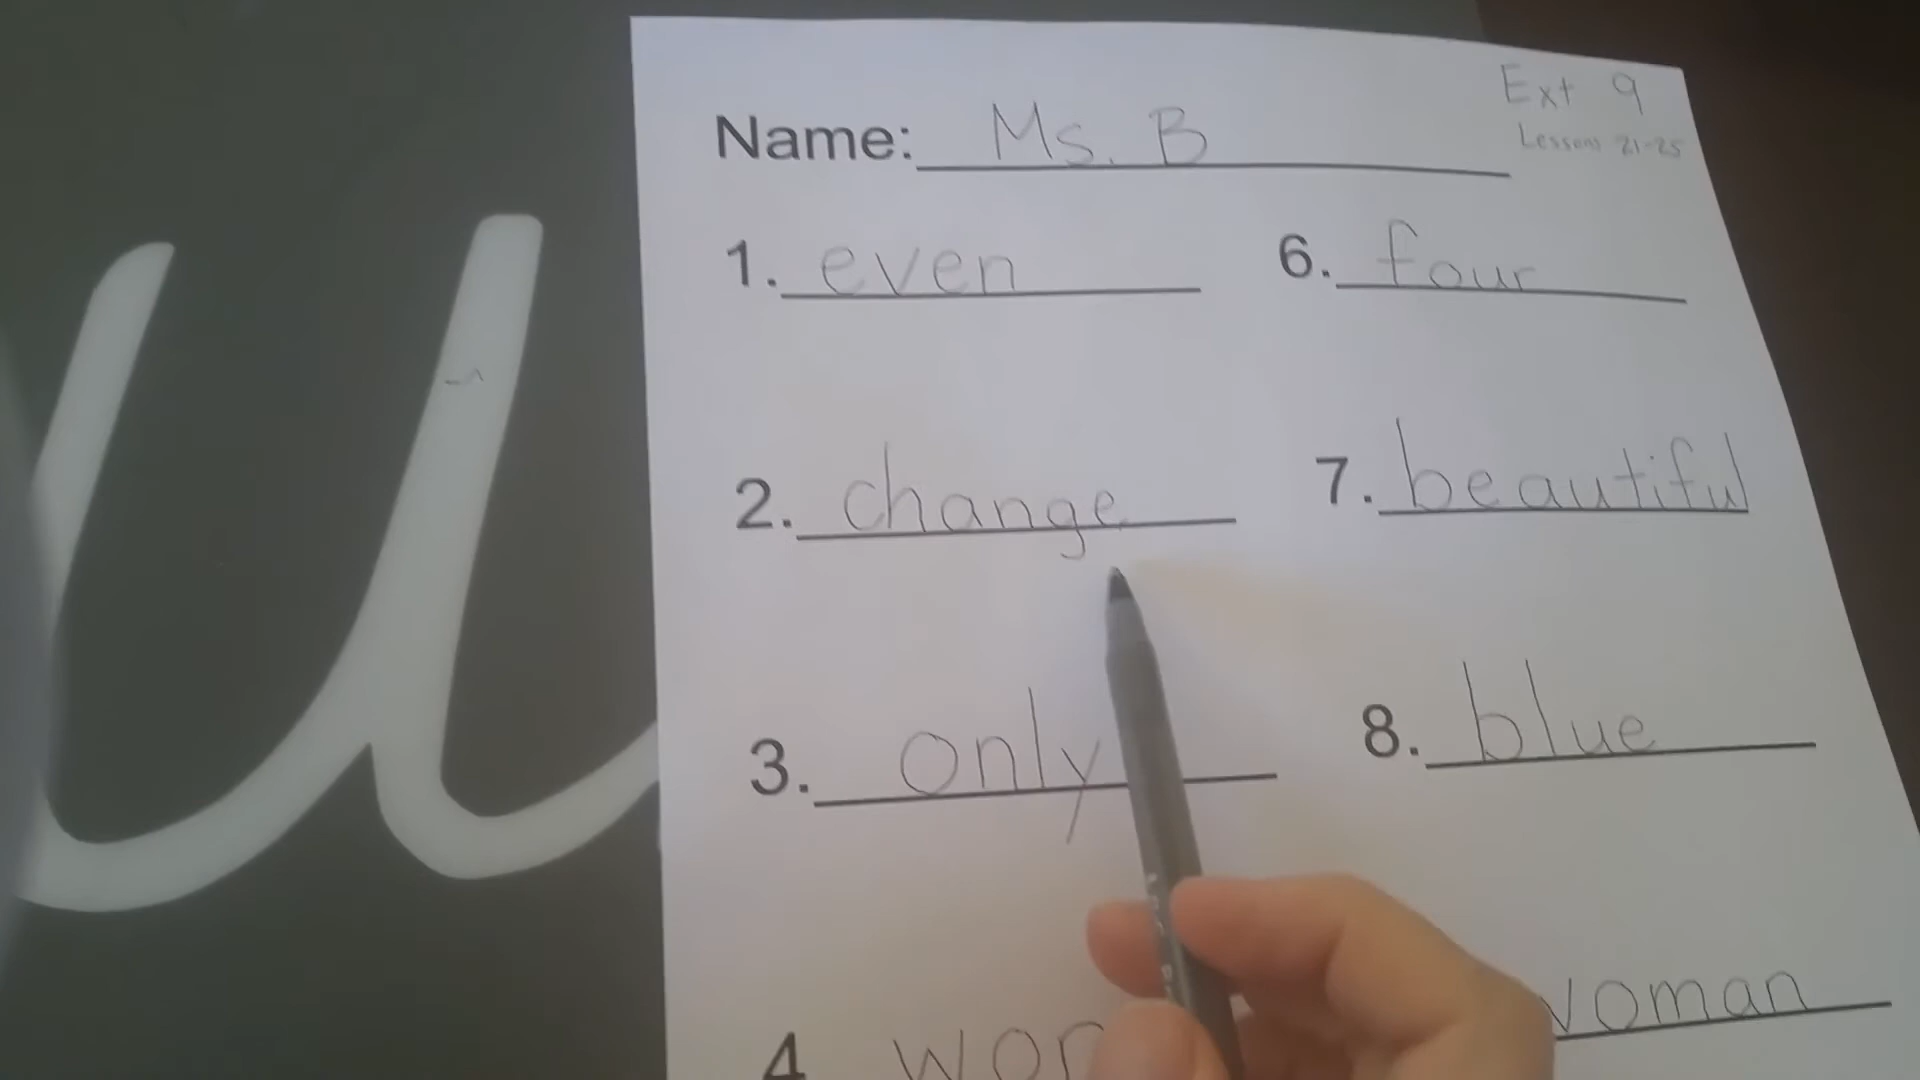 Ext 9
Lessons 21-25
Name: Ms. B
1. even
6. four
2. change
7. beautiful
3. only
8. blue
4